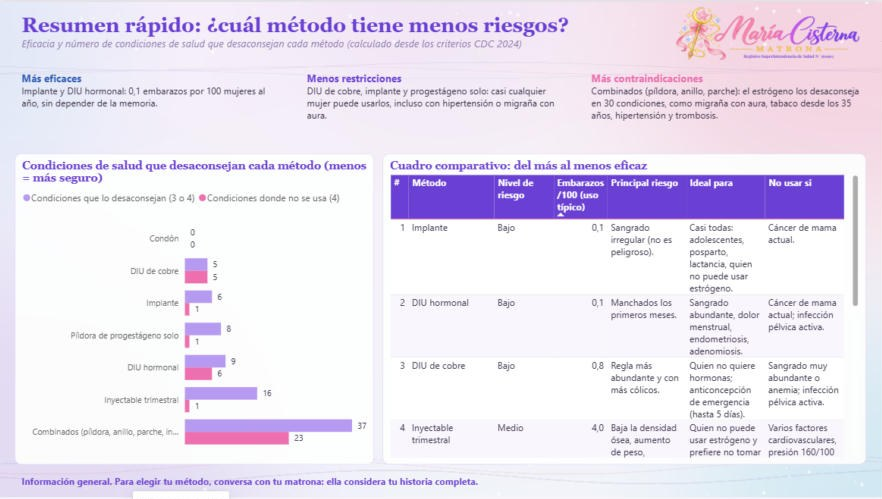 Resumen rápido: ¿cuál método tiene menos riesgos?
Eficacia y número de condiciones de salud que desaconsejan cada método (calculado desde los criterios CDC 2024)
María Cisterna
MATRONA
Más eficaces
Implante y DIU hormonal: 0,1 embarazos por 100 mujeres al
año, sin depender de la memoria.
Menos restricciones
DIU de cobre, implante y progestágeno solo: casi cualquier
mujer puede usarlos, incluso con hipertensión o migraña con
aura.
Más contraindicaciones
Combinados (píldora, anillo, parche): el estrógeno los desaconseja
en 30 condiciones, como migraña con aura, tabaco desde los 35
años, hipertensión y trombosis.
Condiciones de salud que desaconsejan cada método (menos
= más seguro)
Condiciones que lo desaconsejan (3 o 4) Condiciones donde no se usa (4)
Condón 0
0
DIU de cobre 5
5
Implante 6
1
Píldora de progestágeno solo 8
1
DIU hormonal 9
6
Inyectable trimestral 16
1
Combinados (píldora, anillo, parche, in... 37
23
Cuadro comparativo: del más al menos eficaz
# Método Nivel de Embarazos Principal riesgo Ideal para No usar si
riesgo /100 (uso
típico)
1 Implante Bajo 0,1 Sangrado Casi todas: Cáncer de mama
irregular (no es adolescentes, actual.
peligroso). posparto,
lactancia, quien
no puede usar
estrógeno.
2 DIU hormonal Bajo 0,1 Manchados los Sangrado Cáncer de mama
primeros meses. abundante, dolor actual; infección
menstrual, pélvica activa.
endometriosis,
adenomiosis.
3 DIU de cobre Bajo 0,8 Regla más Quien no quiere Sangrado muy
abundante y con hormonas; abundante o
más cólicos. anticoncepción anemia; infección
de emergencia pélvica activa.
(hasta 5 días).
4 Inyectable Medio 4,0 Baja la densidad Quien no puede Varios factores
trimestral ósea, aumento usar estrógeno y cardiovasculares,
de peso, prefiere no tomar presión 160/100
Información general. Para elegir tu método, conversa con tu matrona: ella considera tu historia completa.